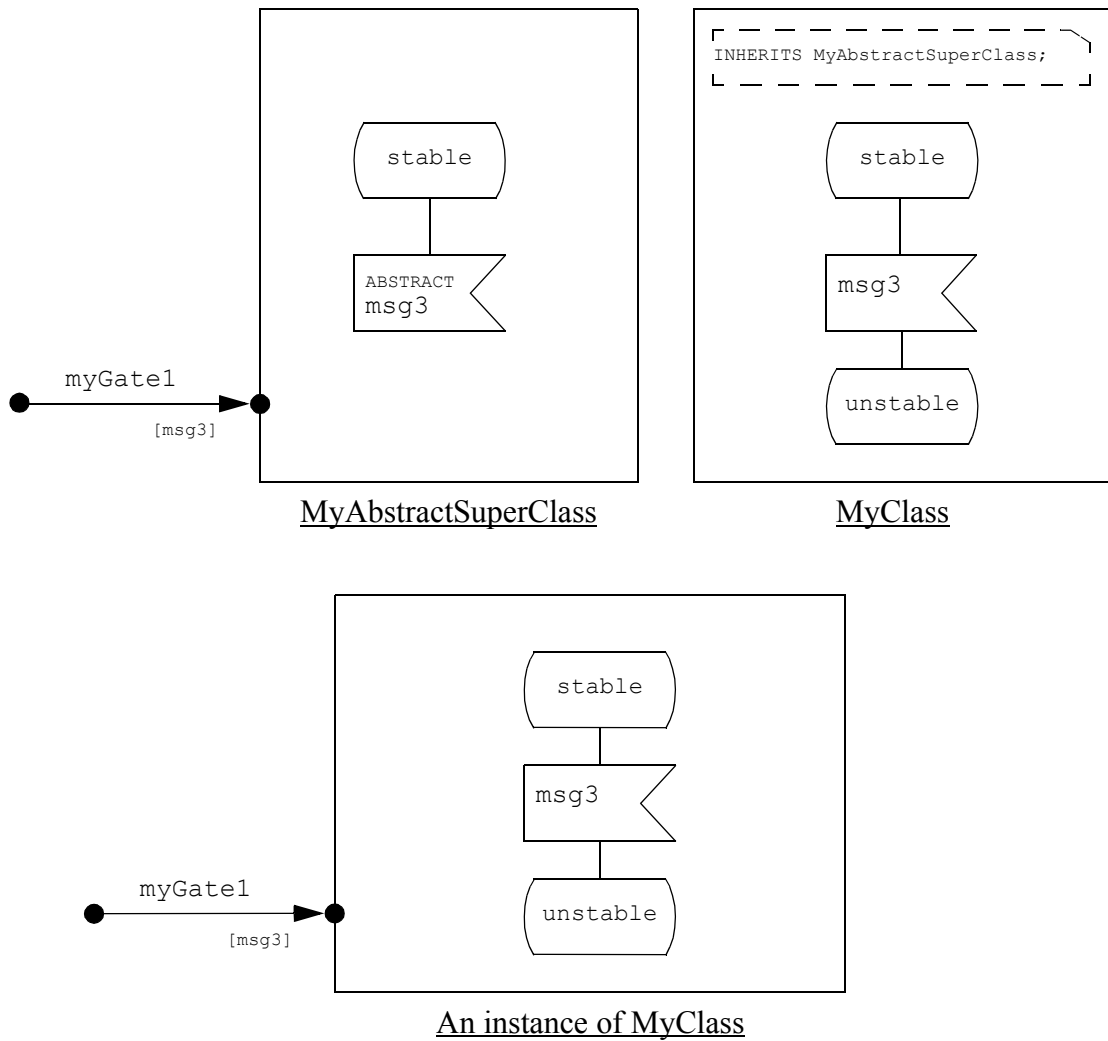 INHERITS MyAbstractSuperClass;
stable
ABSTRACT
msg3
myGate1
[msg3]
MyAbstractSuperClass
stable
msg3
unstable
MyClass
stable
msg3
unstable
myGate1
[msg3]
An instance of MyClass